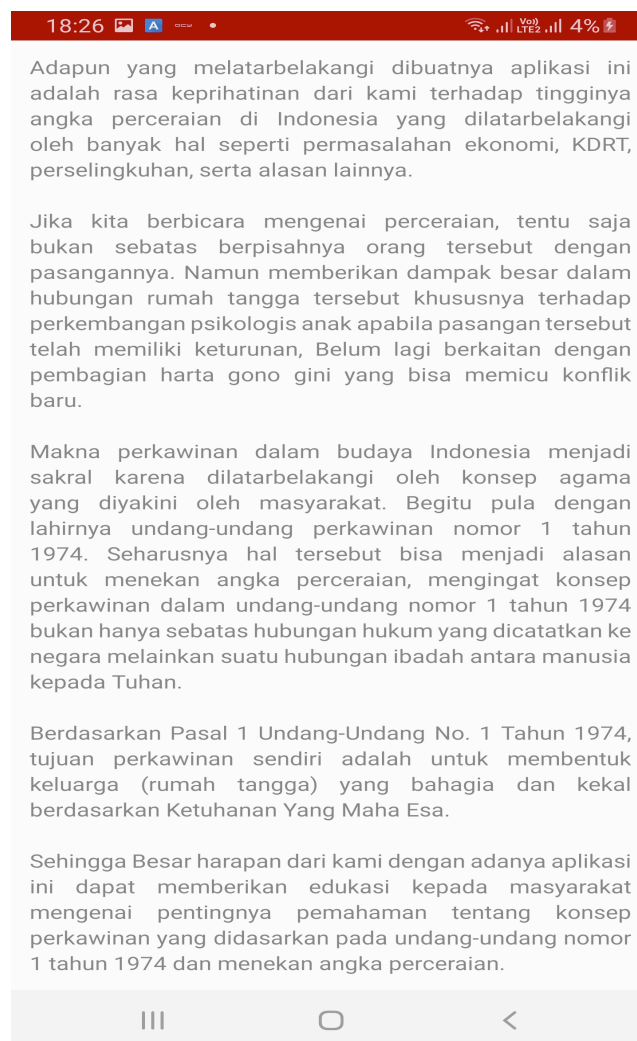 18:26 A
Vo)) LTE2 4%
Adapun yang melatarbelakangi dibuatnya aplikasi ini
adalah rasa keprihatinan dari kami terhadap tingginya
angka perceraian di Indonesia yang dilatarbelakangi
oleh banyak hal seperti permasalahan ekonomi, KDRT,
perselingkuhan, serta alasan lainnya.
Jika kita berbicara mengenai perceraian, tentu saja
bukan sebatas berpisahnya orang tersebut dengan
pasangannya. Namun memberikan dampak besar dalam
hubungan rumah tangga tersebut khususnya terhadap
perkembangan psikologis anak apabila pasangan tersebut
telah memiliki keturunan, Belum lagi berkaitan dengan
pembagian harta gono gini yang bisa memicu konflik
baru.
Makna perkawinan dalam budaya Indonesia menjadi
sakral karena dilatarbelakangi oleh konsep agama
yang diyakini oleh masyarakat. Begitu pula dengan
lahirnya undang-undang perkawinan nomor 1 tahun
1974. Seharusnya hal tersebut bisa menjadi alasan
untuk menekan angka perceraian, mengingat konsep
perkawinan dalam undang-undang nomor 1 tahun 1974
bukan hanya sebatas hubungan hukum yang dicatatkan ke
negara melainkan suatu hubungan ibadah antara manusia
kepada Tuhan.
Berdasarkan Pasal 1 Undang-Undang No. 1 Tahun 1974,
tujuan perkawinan sendiri adalah untuk membentuk
keluarga (rumah tangga) yang bahagia dan kekal
berdasarkan Ketuhanan Yang Maha Esa.
Sehingga Besar harapan dari kami dengan adanya aplikasi
ini dapat memberikan edukasi kepada masyarakat
mengenai pentingnya pemahaman tentang konsep
perkawinan yang didasarkan pada undang-undang nomor
1 tahun 1974 dan menekan angka perceraian.